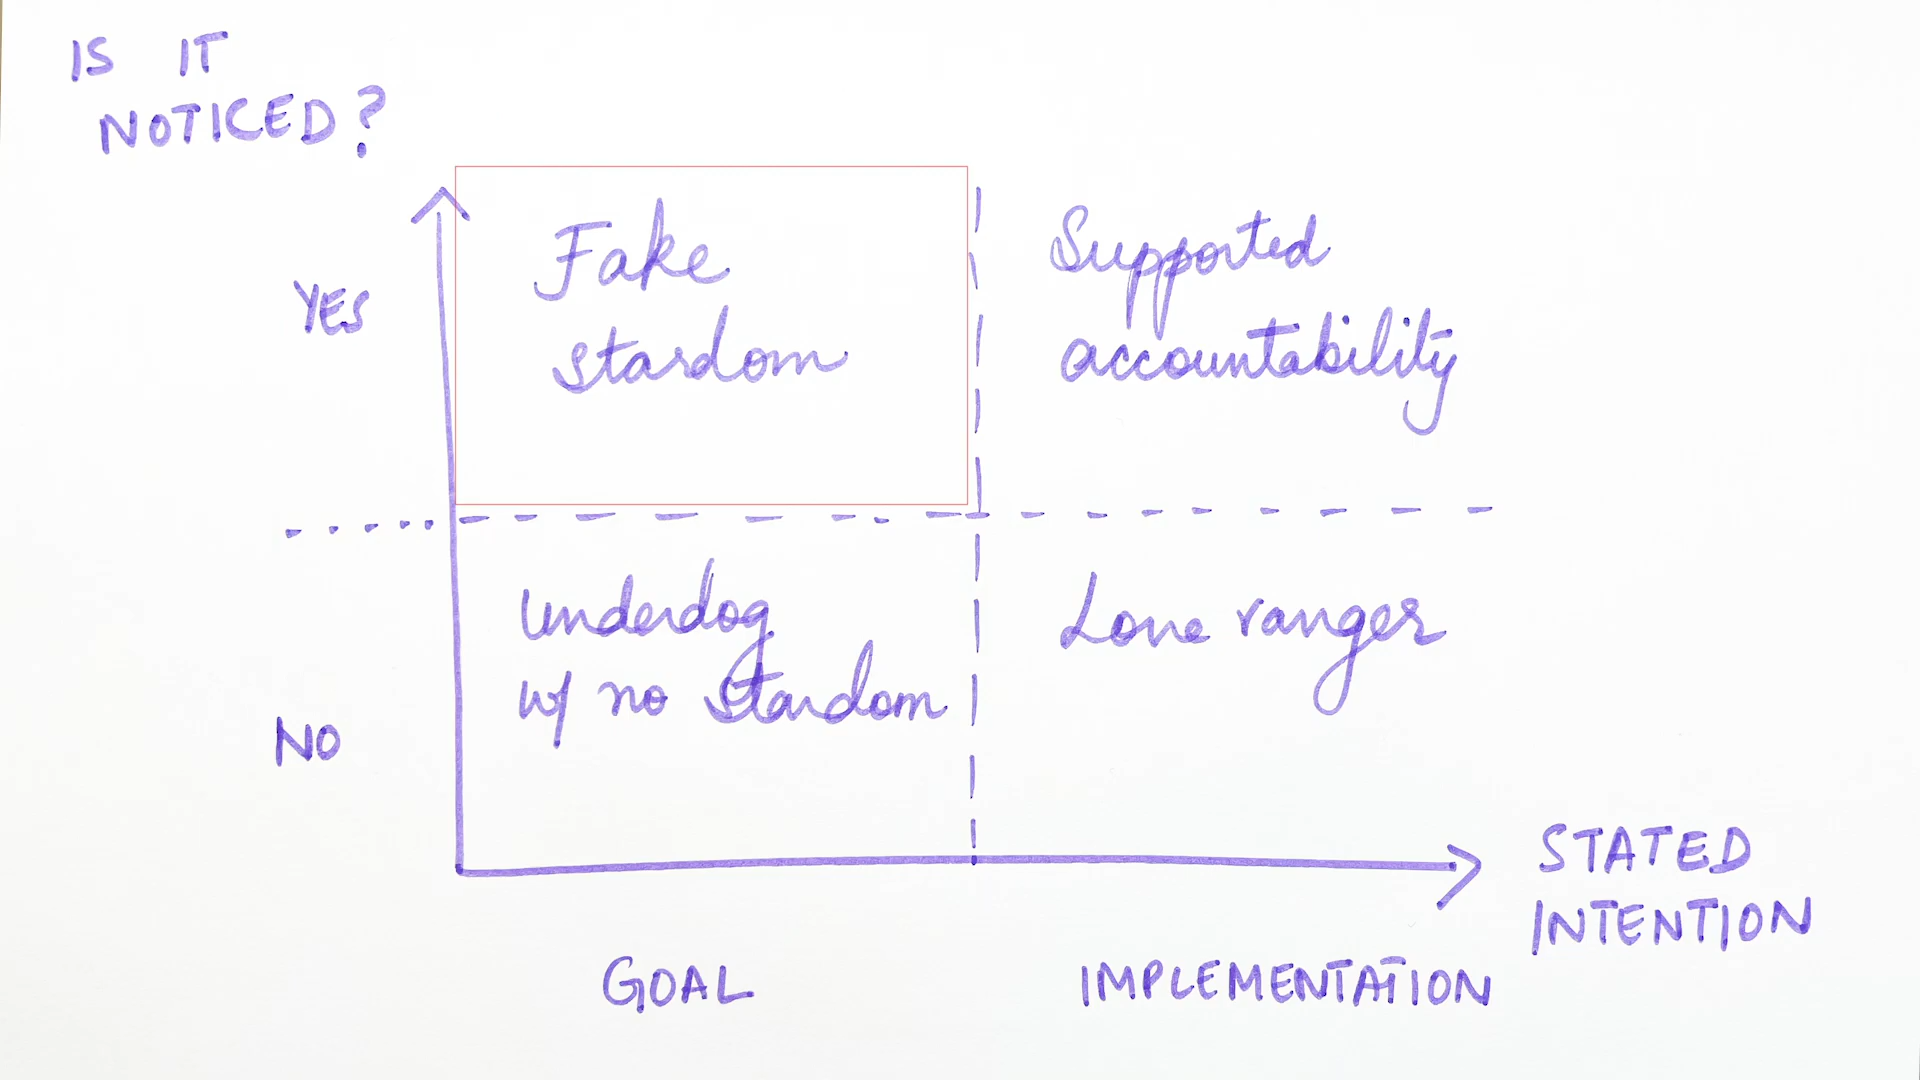 IS IT
NOTICED?
YES
Fake
stardom
Supported
accountability
NO
Underdog
w/ no stardom
Lone ranger
STATED
INTENTION
GOAL
IMPLEMENTATION